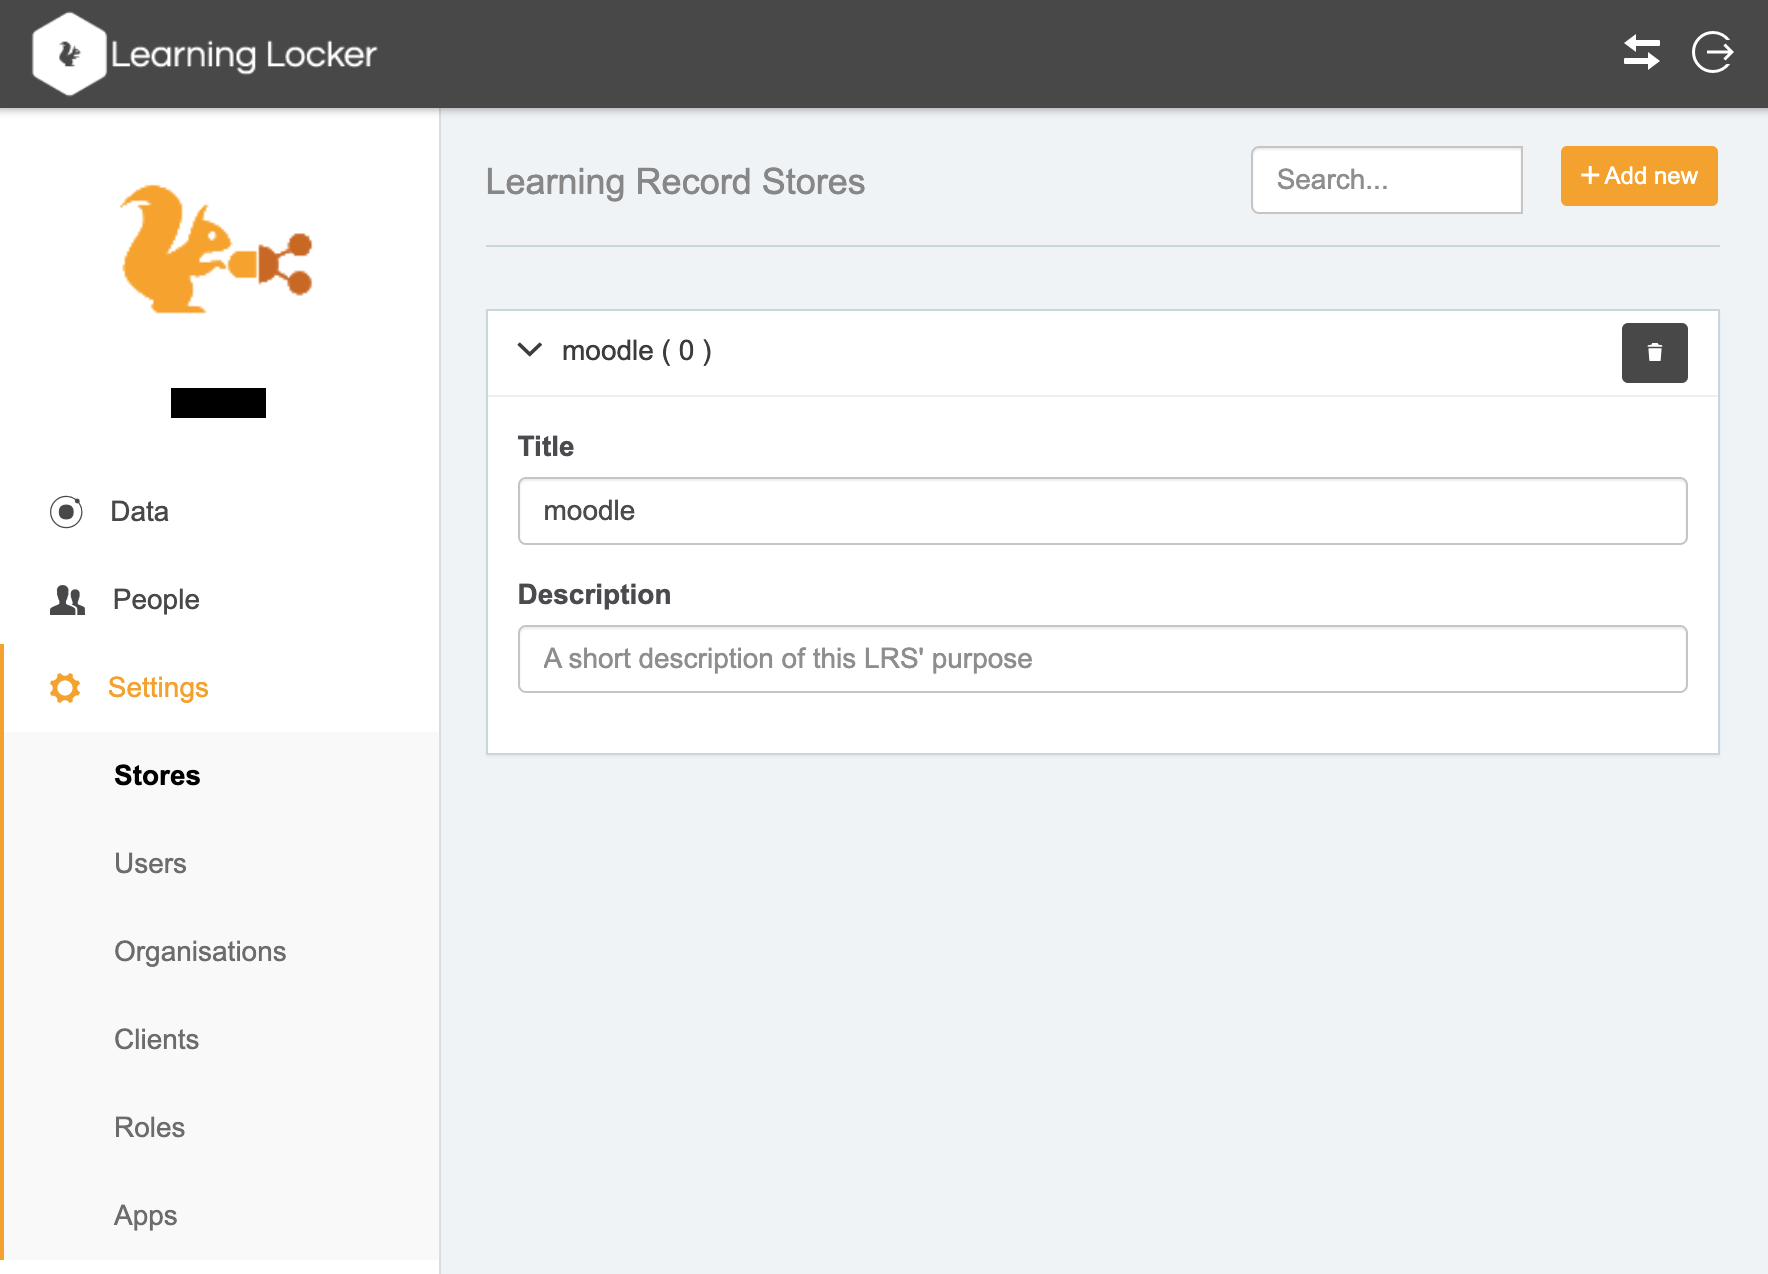 Learning Locker
Learning Record Stores
Search...
+ Add new
moodle ( 0 )
Title
moodle
Description
A short description of this LRS' purpose
Data
People
Settings
Stores
Users
Organisations
Clients
Roles
Apps